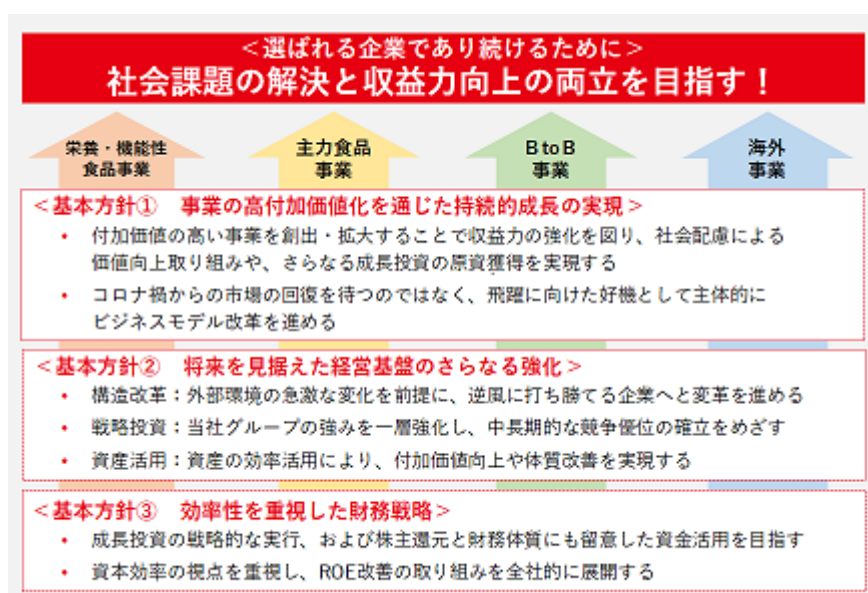 ＜選ばれる企業であり続けるために＞
社会課題の解決と収益力向上の両立を目指す！
栄養・機能性
食品事業
主力食品
事業
BtoB
事業
海外
事業
＜基本方針① 事業の高付加価値化を通じた持続的成長の実現＞
• 付加価値の高い事業を創出・拡大することで収益力の強化を図り、社会配慮による
価値向上取り組みや、さらなる成長投資の原資獲得を実現する
• コロナ禍からの市場の回復を待つのではなく、飛躍に向けた好機として主体的に
ビジネスモデル改革を進める
＜基本方針② 将来を見据えた経営基盤のさらなる強化＞
• 構造改革：外部環境の急激な変化を前提に、逆風に打ち勝てる企業へと変革を進める
• 戦略投資：当社グループの強みを一層強化し、中長期的な競争優位の確立をめざす
• 資産活用：資産の効率活用により、付加価値向上や体質改善を実現する
＜基本方針③ 効率性を重視した財務戦略＞
• 成長投資の戦略的な実行、および株主還元と財務体質にも留意した資金活用を目指す
• 資本効率の視点を重視し、ROE改善の取り組みを全社的に展開する